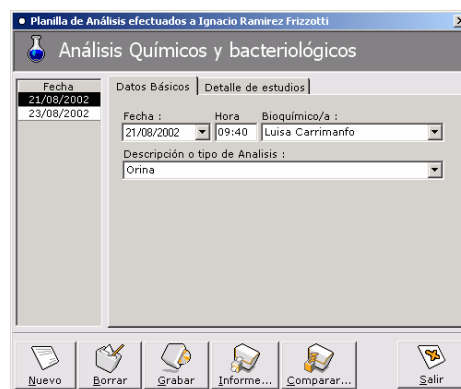 Planilla de Análisis efectuados a Ignacio Ramirez Frizzotti
Análisis Químicos y bacteriológicos
Fecha
21/08/2002
23/08/2002
Datos Básicos Detalle de estudios
Fecha : Hora Bioquímico/a :
21/08/2002 09:40 Luisa Carrimanfo
Descripción o tipo de Analisis :
Orina
Nuevo Borrar Grabar Informe... Comparar... Salir